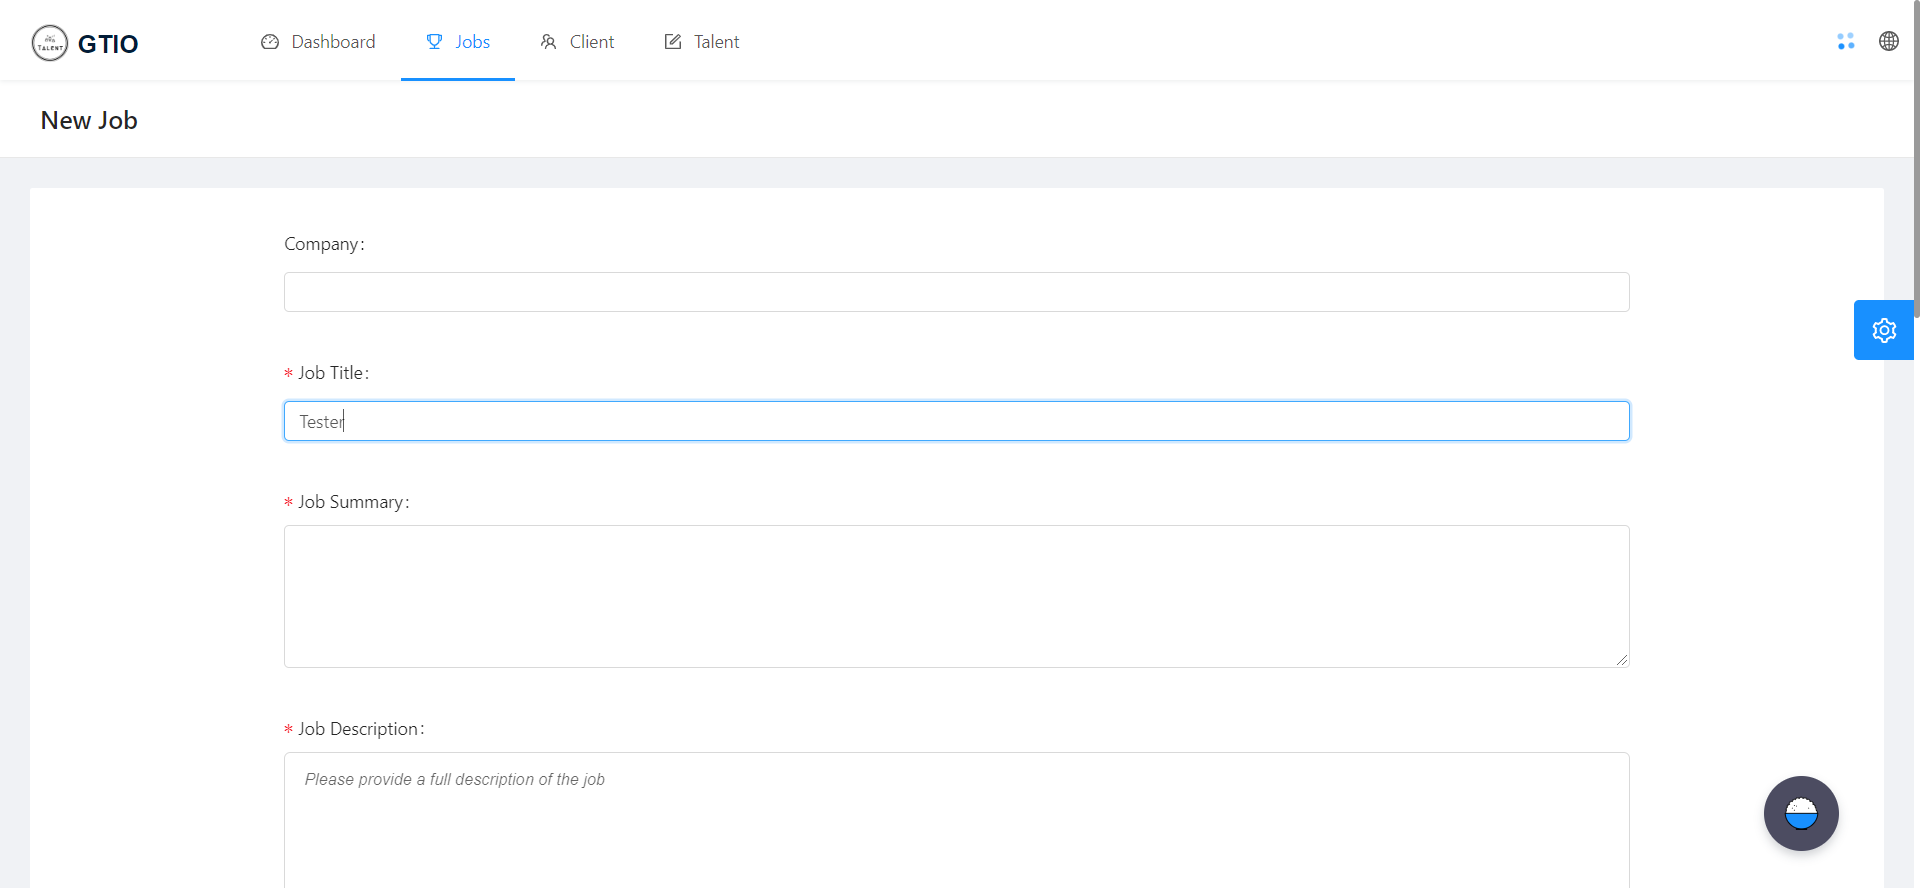 TALENT
GTIO
Dashboard
Jobs
Client
Talent
New Job
Company:
* Job Title:
Tester
* Job Summary:
* Job Description:
Please provide a full description of the job